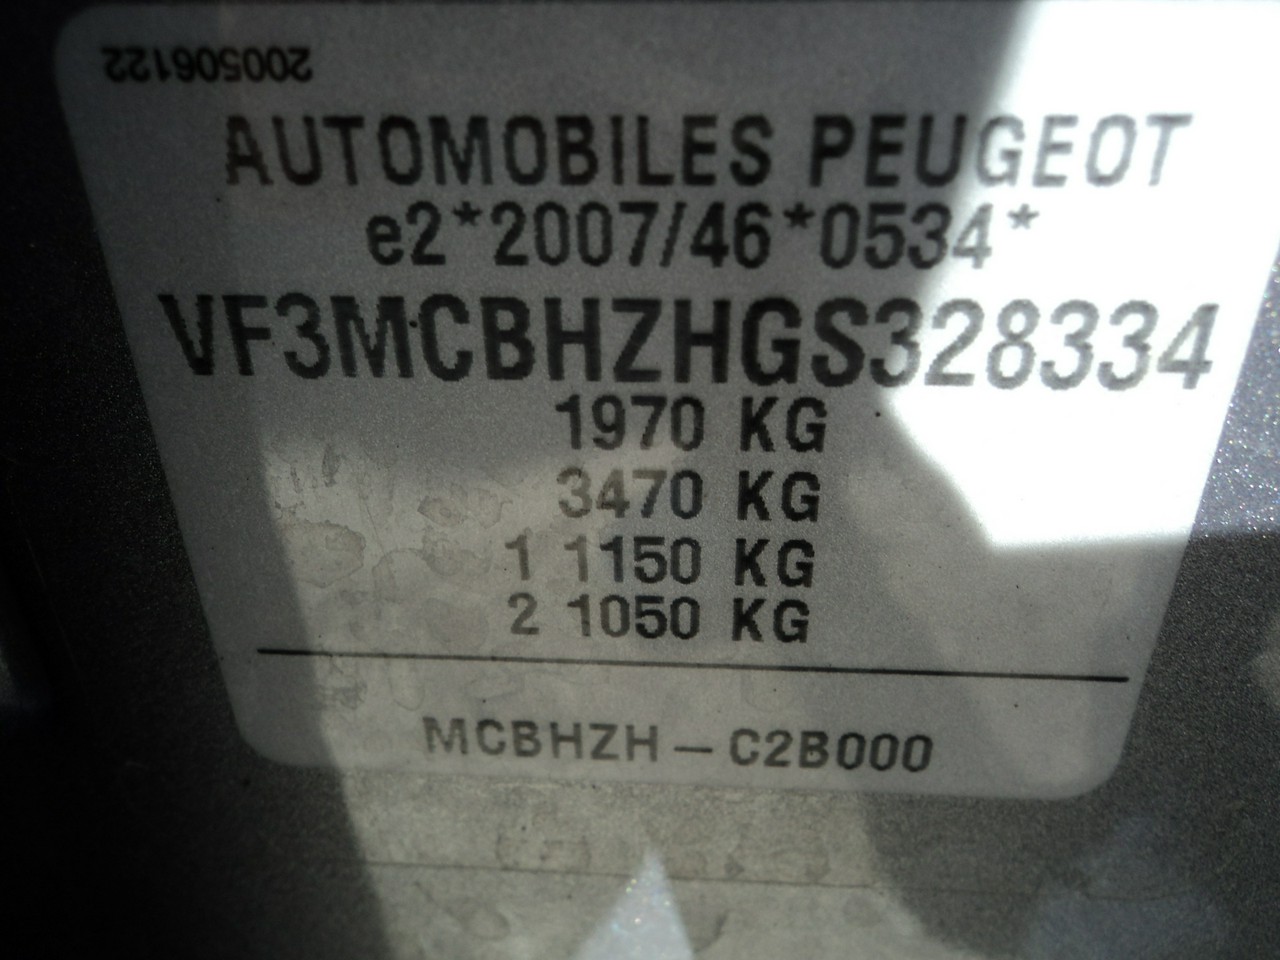 200506122
AUTOMOBILES PEUGEOT
e2*2007/46*0534*
VF3MCBHZHGS328334
1970 KG
3470 KG
1 1150 KG
2 1050 KG
MCBHZH – C2B000